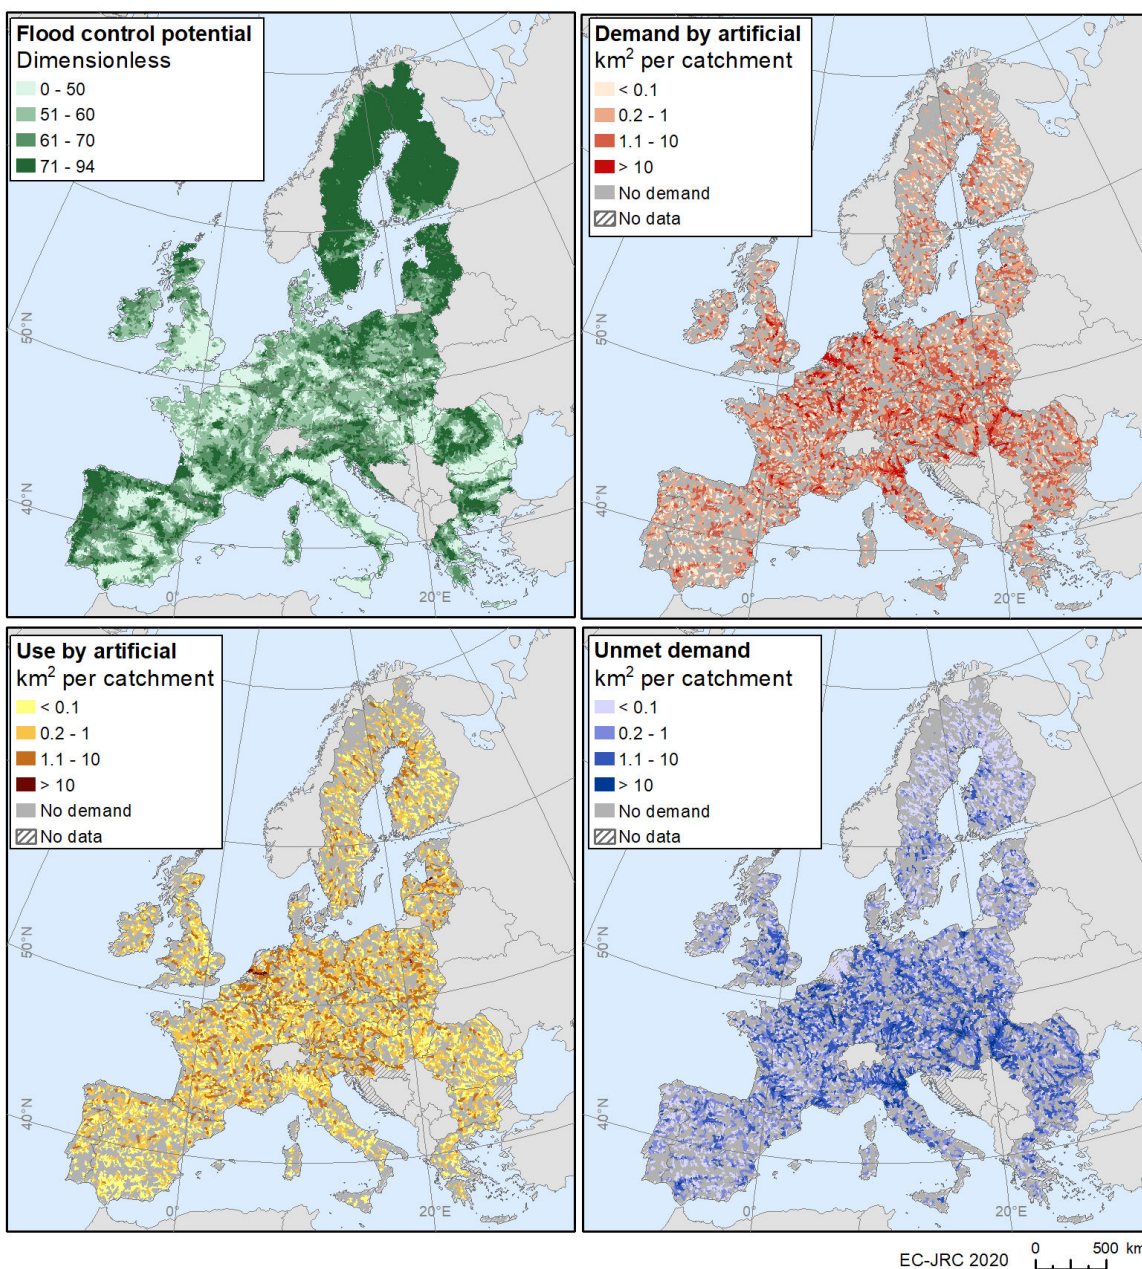 Flood control potential
Dimensionless
0 - 50
51 - 60
61 - 70
71 - 94
50°N
40°N
0°
20°E
Demand by artificial
km² per catchment
< 0.1
0.2 - 1
1.1 - 10
> 10
No demand
No data
50°N
40°N
0°
20°E
Use by artificial
km² per catchment
< 0.1
0.2 - 1
1.1 - 10
> 10
No demand
No data
50°N
40°N
0°
20°E
Unmet demand
km² per catchment
< 0.1
0.2 - 1
1.1 - 10
> 10
No demand
No data
50°N
40°N
0°
20°E
EC-JRC 2020
0 500 km